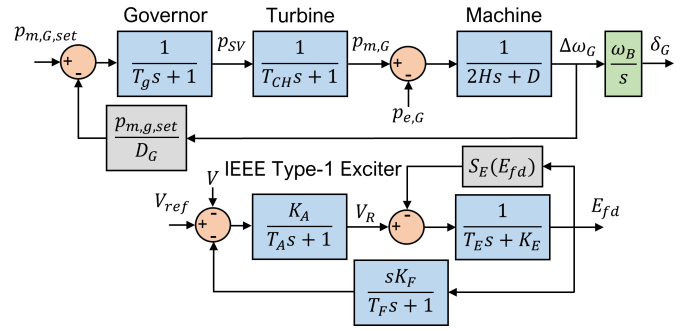 Governor Turbine Machine
p_{m,G,set} + - 1 / (T_g s + 1) p_{SV} 1 / (T_{CH} s + 1) p_{m,G} + - 1 / (2Hs + D) Δω_G ω_B / s δ_G
p_{e,G}
p_{m,g,set} / D_G
IEEE Type-1 Exciter
S_E(E_{fd})
V
V_{ref} + - - K_A / (T_A s + 1) V_R + - 1 / (T_E s + K_E) E_{fd}
sK_F / (T_F s + 1)